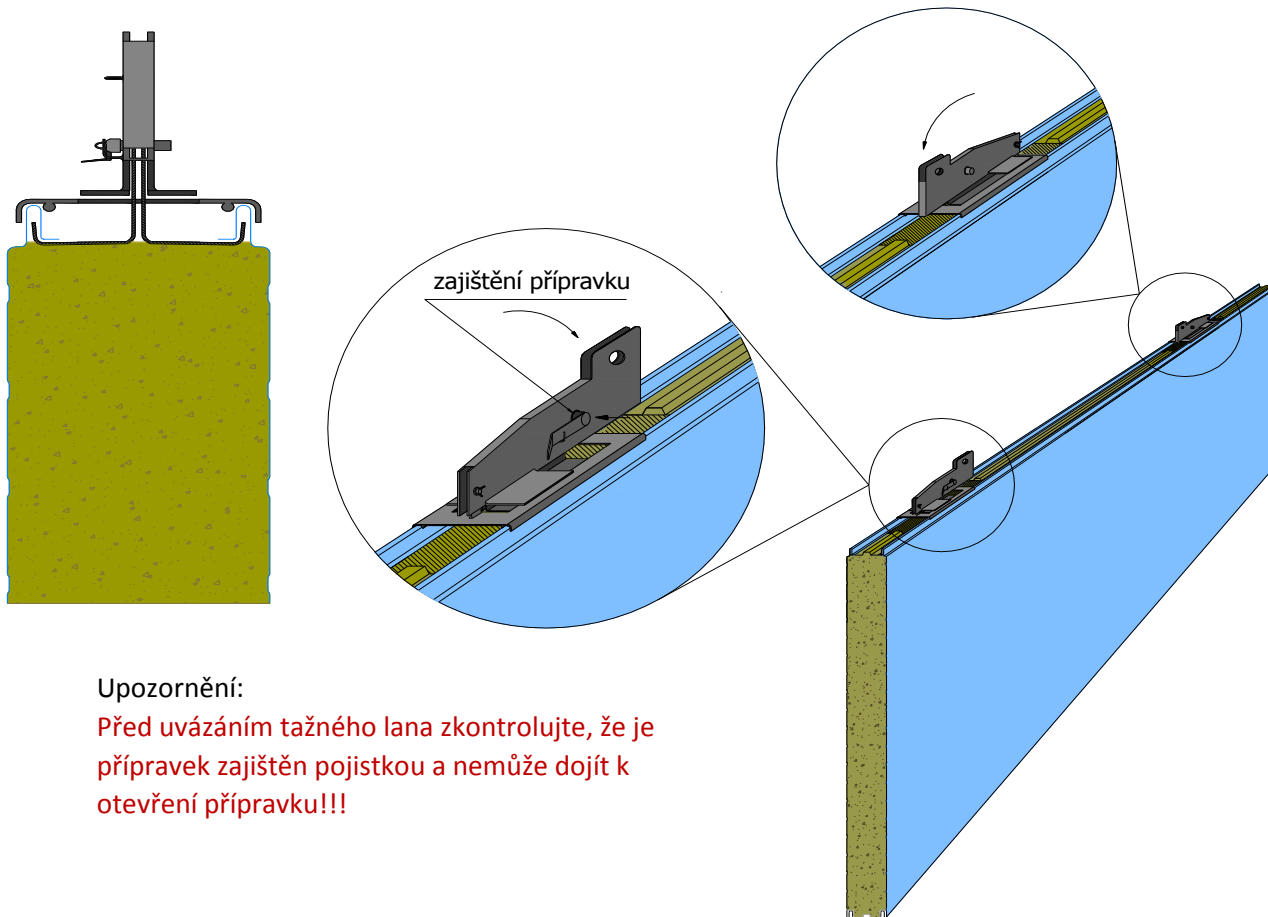 zajištění přípravku
Upozornění:
Před uvázáním tažného lana zkontrolujte, že je
přípravek zajištěn pojistkou a nemůže dojít k
otevření přípravku!!!